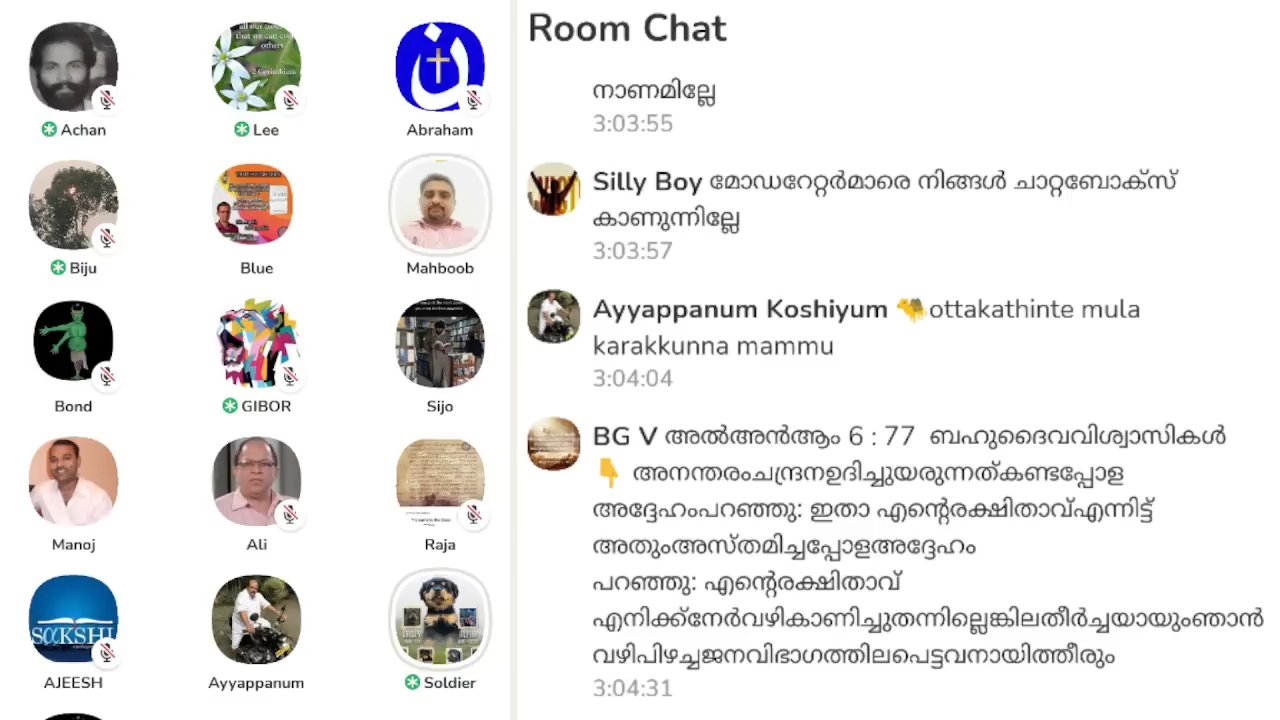 Room Chat
നാണമില്ലേ
3:03:55
Silly Boy മോഡറേറ്റർമാരെ നിങ്ങൾ ചാറ്റബോക്സ്
കാണുന്നില്ലേ
3:03:57
Ayyappanum Koshiyum 🐪ottakathinte mula
karakkunna mammu
3:04:04
BG V അൽഅൻആം 6 : 77 ബഹുദൈവവിശ്വാസികൾ
👇 അനന്തരംചന്ദ്രനഉദിച്ചുയരുന്നത്കണ്ടപ്പോള
അദ്ദേഹംപറഞ്ഞു: ഇതാ എന്റെരക്ഷിതാവ്എന്നിട്ട്
അതുംഅസ്തമിച്ചപ്പോളഅദ്ദേഹം
പറഞ്ഞു: എന്റെരക്ഷിതാവ്
എനിക്ക്നേർവഴികാണിച്ചുതന്നില്ലെങ്കിലതീർച്ചയായുംഞാൻ
വഴിപിഴച്ചജനവിഭാഗത്തിലപെട്ടവനായിത്തീരും
3:04:31
Achan
Lee
Abraham
Biju
Blue
Mahboob
Bond
GIBOR
Sijo
Manoj
Ali
Raja
SαKSHI
AJEESH
Ayyappanum
Soldier